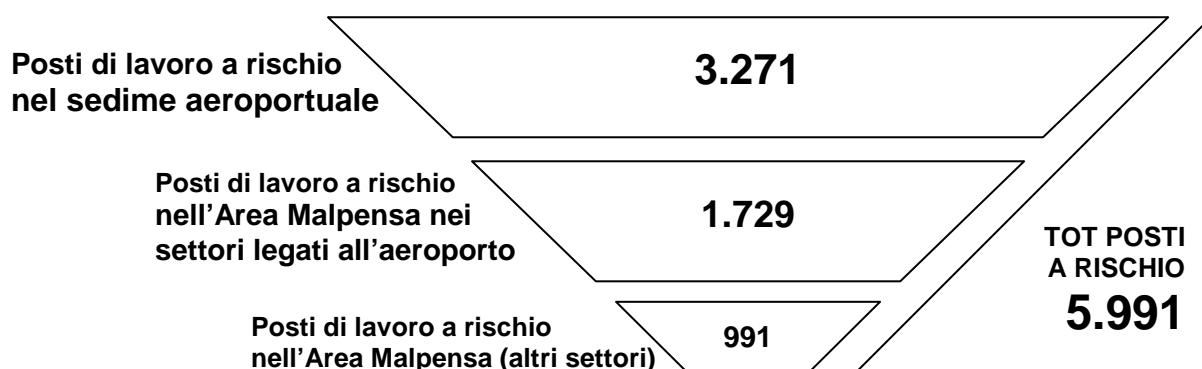 Posti di lavoro a rischio
nel sedime aeroportuale
3.271
Posti di lavoro a rischio
nell’Area Malpensa nei
settori legati all’aeroporto
1.729
TOT POSTI
A RISCHIO
5.991
Posti di lavoro a rischio
nell’Area Malpensa (altri settori)
991